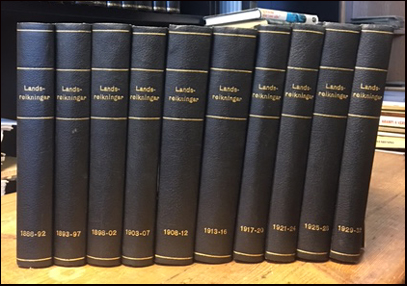 Lands-
reikningar
1888-92
Lands-
reikningar
1893-97
Lands-
reikningar
1898-02
Lands-
reikningar
1903-07
Lands-
reikningar
1908-12
Lands-
reikningar
1913-16
Lands-
reikningar
1917-20
Lands-
reikningar
1921-24
Lands-
reikningar
1925-28
Lands-
reikningar